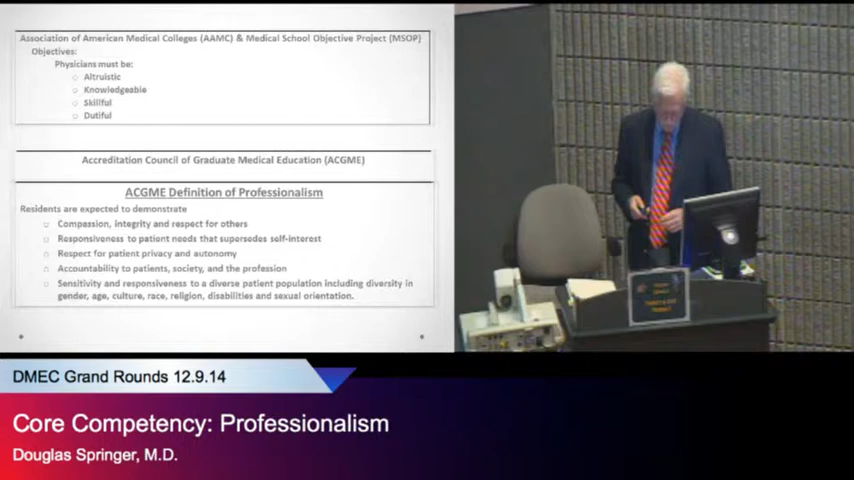 Association of American Medical Colleges (AAMC) & Medical School Objective Project (MSOP)
Objectives:
Physicians must be:
Altruistic
Knowledgeable
Skillful
Dutiful
Accreditation Council of Graduate Medical Education (ACGME)
ACGME Definition of Professionalism
Residents are expected to demonstrate
Compassion, integrity and respect for others
Responsiveness to patient needs that supersedes self-interest
Respect for patient privacy and autonomy
Accountability to patients, society, and the profession
Sensitivity and responsiveness to a diverse patient population including diversity in
gender, age, culture, race, religion, disabilities and sexual orientation.
DMEC Grand Rounds 12.9.14
Core Competency: Professionalism
Douglas Springer, M.D.